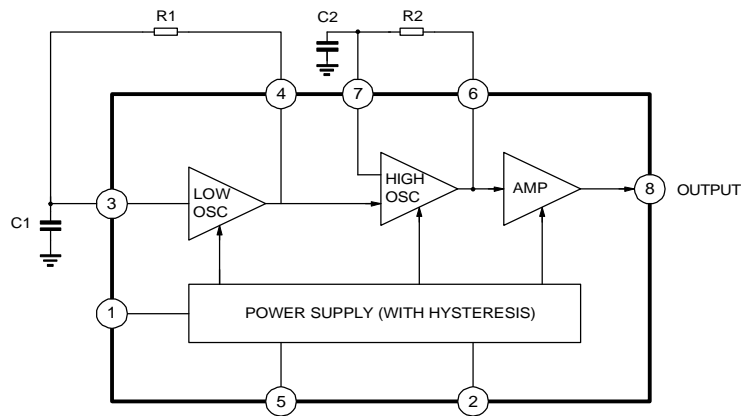 R1
C2
R2
4
7
6
3
LOW
OSC
HIGH
OSC
AMP
8
OUTPUT
C1
1
POWER SUPPLY (WITH HYSTERESIS)
5
2